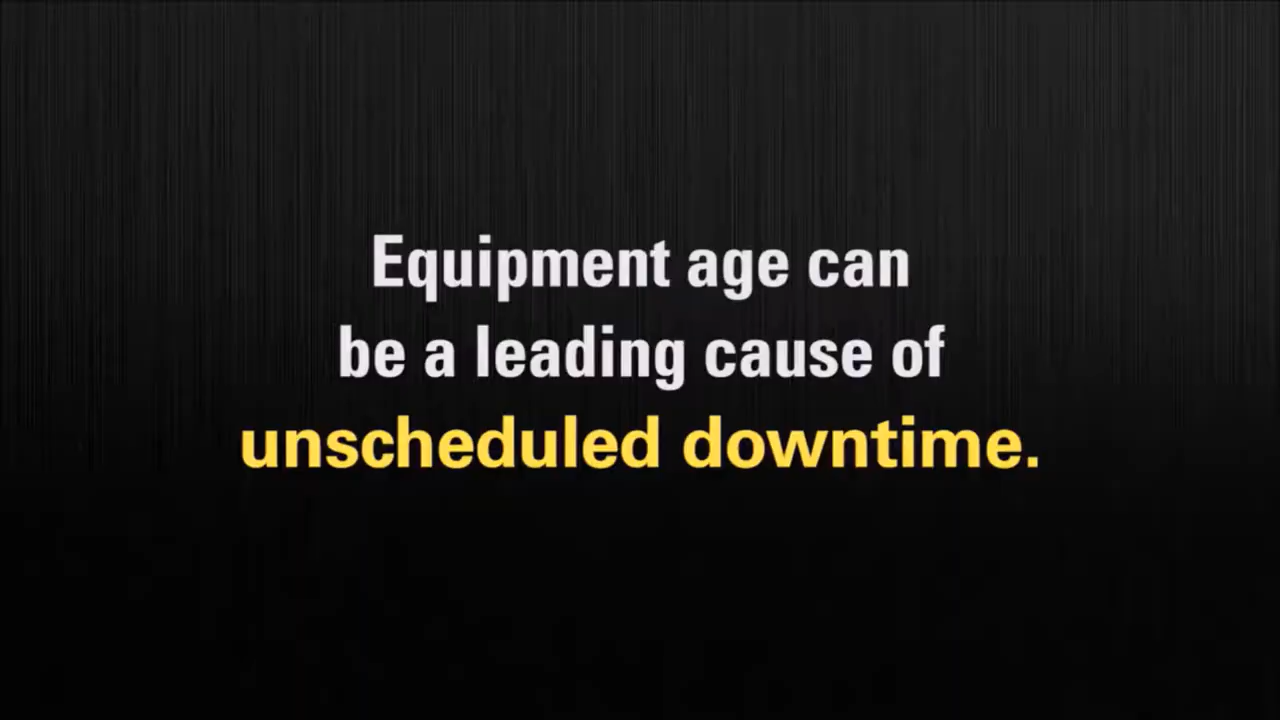 Equipment age can
be a leading cause of
unscheduled downtime.